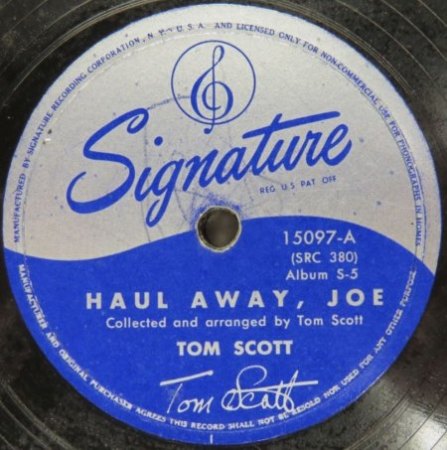 MANUFACTURED BY SIGNATURE RECORDING CORPORATION, N.Y., U.S.A. AND LICENSED ONLY FOR NON-COMMERCIAL USE FOR PHONOGRAPHS IN HOMES
Signature
REG. U.S. PAT. OFF.
15097-A
(SRC 380)
Album S-5
HAUL AWAY, JOE
Collected and arranged by Tom Scott
TOM SCOTT
Tom Scott
MANUFACTURER AND ORIGINAL PURCHASER AGREES THIS RECORD SHALL NOT BE RESOLD NOR USED FOR ANY OTHER PURPOSE